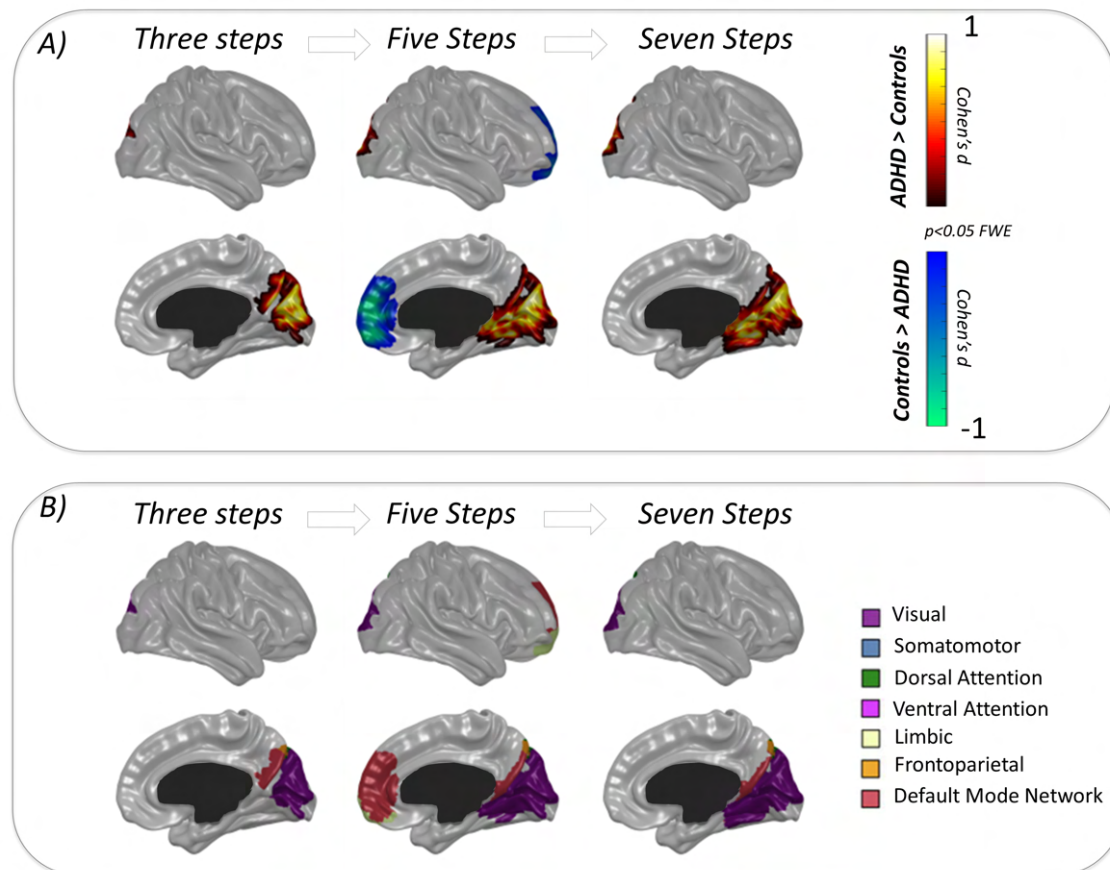 A)
Three steps
Five Steps
Seven Steps
1
ADHD > Controls
Cohen's d
p<0.05 FWE
Controls > ADHD
Cohen's d
-1
B)
Three steps
Five Steps
Seven Steps
Visual
Somatomotor
Dorsal Attention
Ventral Attention
Limbic
Frontoparietal
Default Mode Network